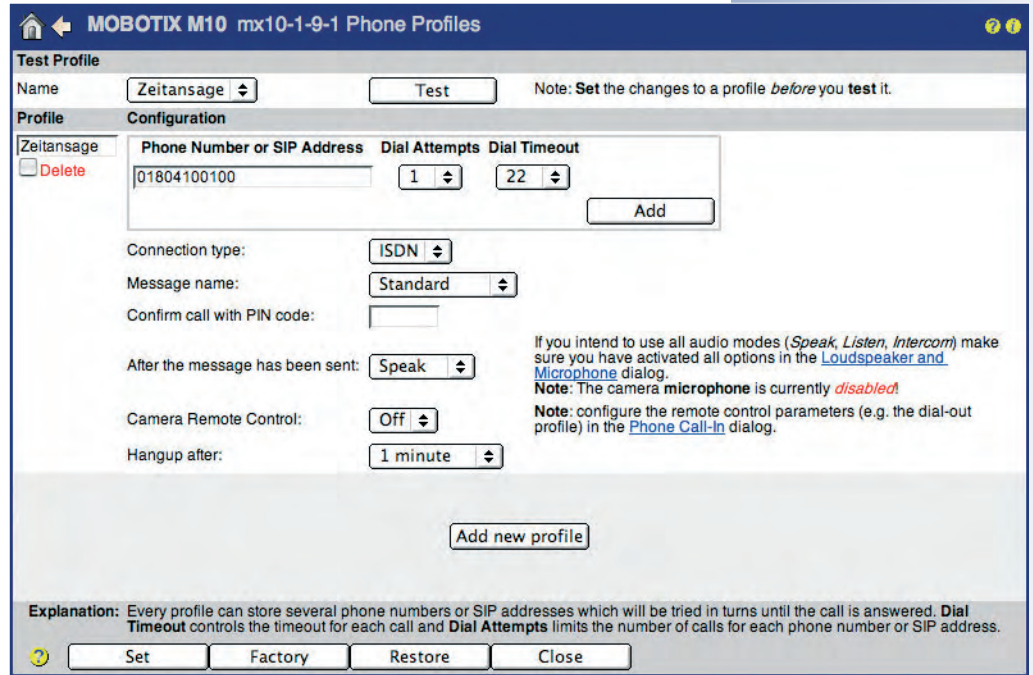 MOBOTIX M10 mx10-1-9-1 Phone Profiles
Test Profile
Name Zeitansage Test Note: Set the changes to a profile before you test it.
Profile Configuration
Zeitansage Phone Number or SIP Address Dial Attempts Dial Timeout
Delete 01804100100 1 22
Add
Connection type: ISDN
Message name: Standard
Confirm call with PIN code:
If you intend to use all audio modes (Speak, Listen, Intercom) make
sure you have activated all options in the Loudspeaker and
After the message has been sent: Speak Microphone dialog.
Note: The camera microphone is currently disabled!
Camera Remote Control: Off Note: configure the remote control parameters (e.g. the dial-out
profile) in the Phone Call-In dialog.
Hangup after: 1 minute
Add new profile
Explanation: Every profile can store several phone numbers or SIP addresses which will be tried in turns until the call is answered. Dial
Timeout controls the timeout for each call and Dial Attempts limits the number of calls for each phone number or SIP address.
? Set Factory Restore Close